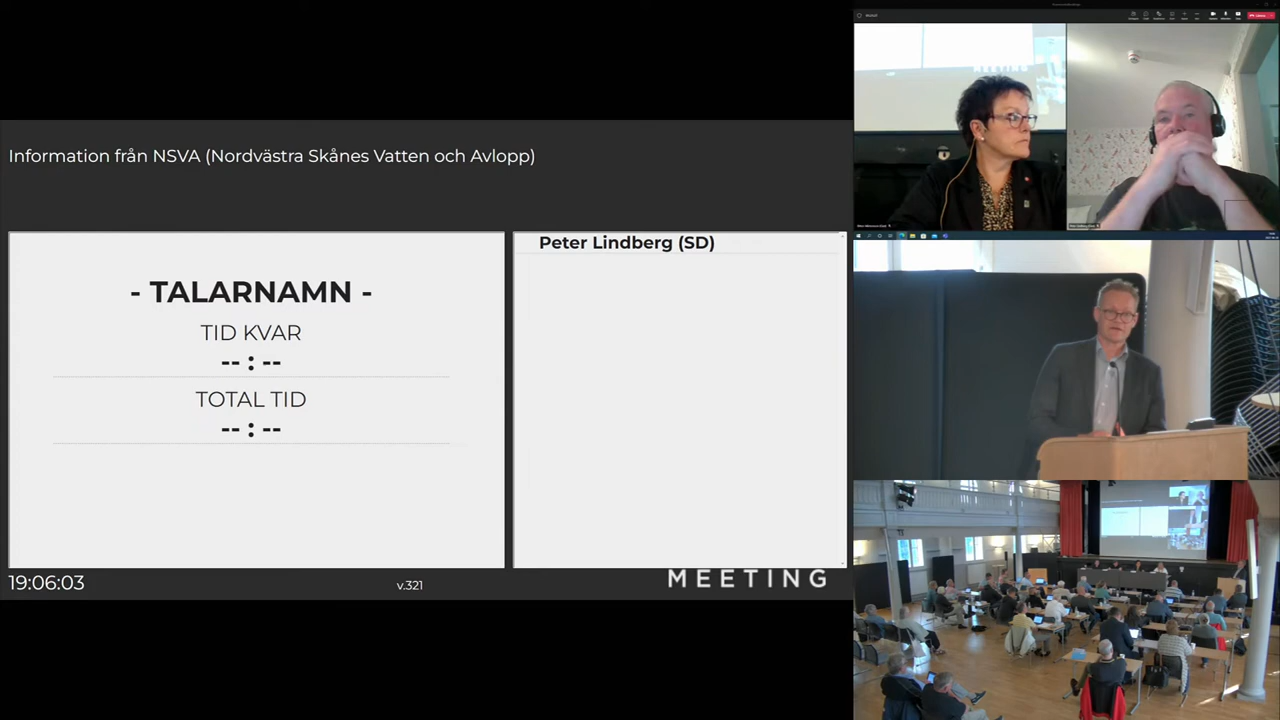 Information från NSVA (Nordvästra Skånes Vatten och Avlopp)
- TALARNAMN -
TID KVAR
-- : --
TOTAL TID
-- : --
Peter Lindberg (SD)
19:06:03
v.321
MEETING
MEETING